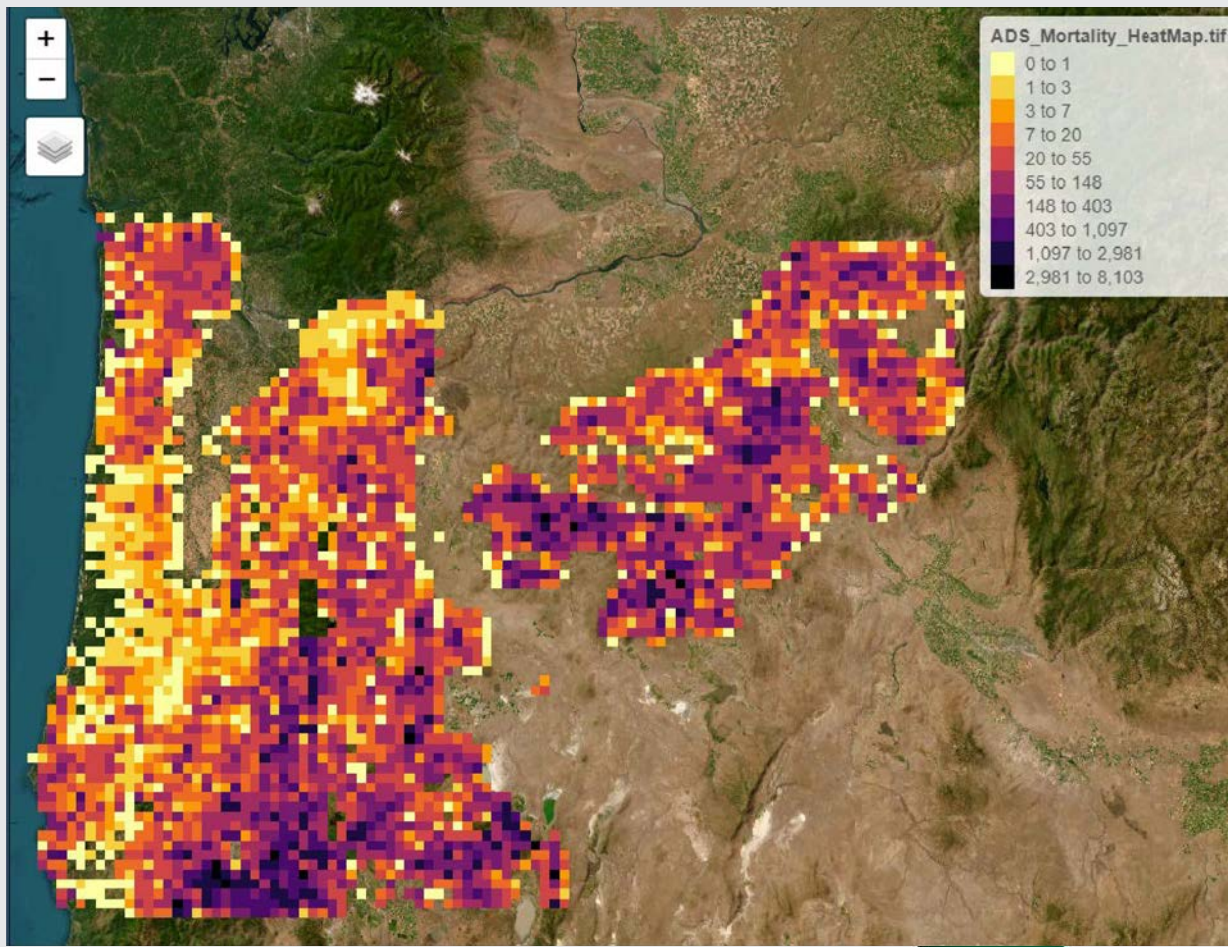 +
−
ADS_Mortality_HeatMap.tif
0 to 1
1 to 3
3 to 7
7 to 20
20 to 55
55 to 148
148 to 403
403 to 1,097
1,097 to 2,981
2,981 to 8,103